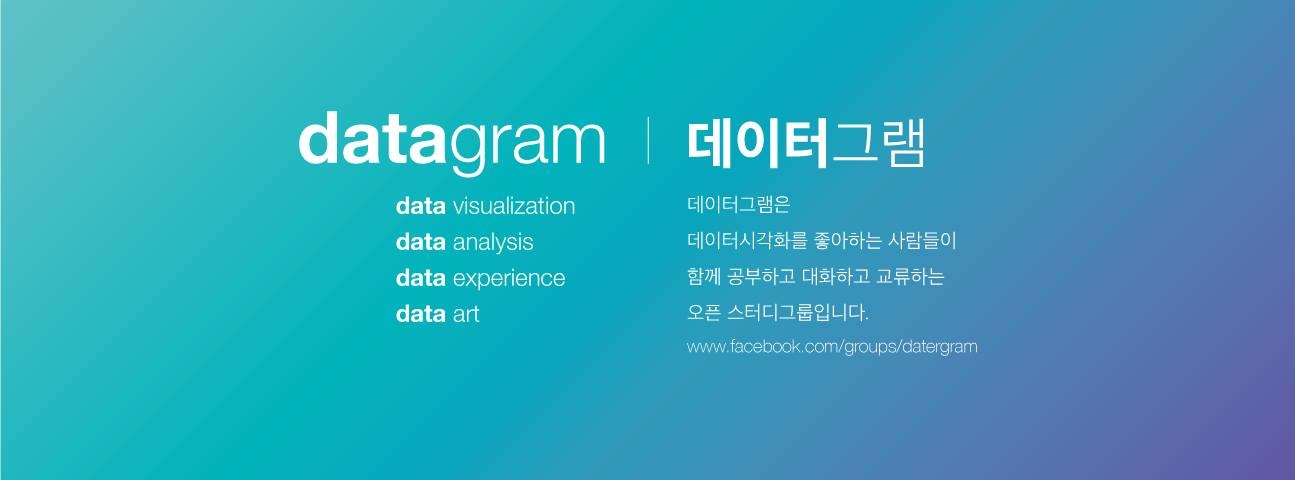 datagram | 데이터그램
data visualization
data analysis
data experience
data art
데이터그램은
데이터시각화를 좋아하는 사람들이
함께 공부하고 대화하고 교류하는
오픈 스터디그룹입니다.
www.facebook.com/groups/datergram